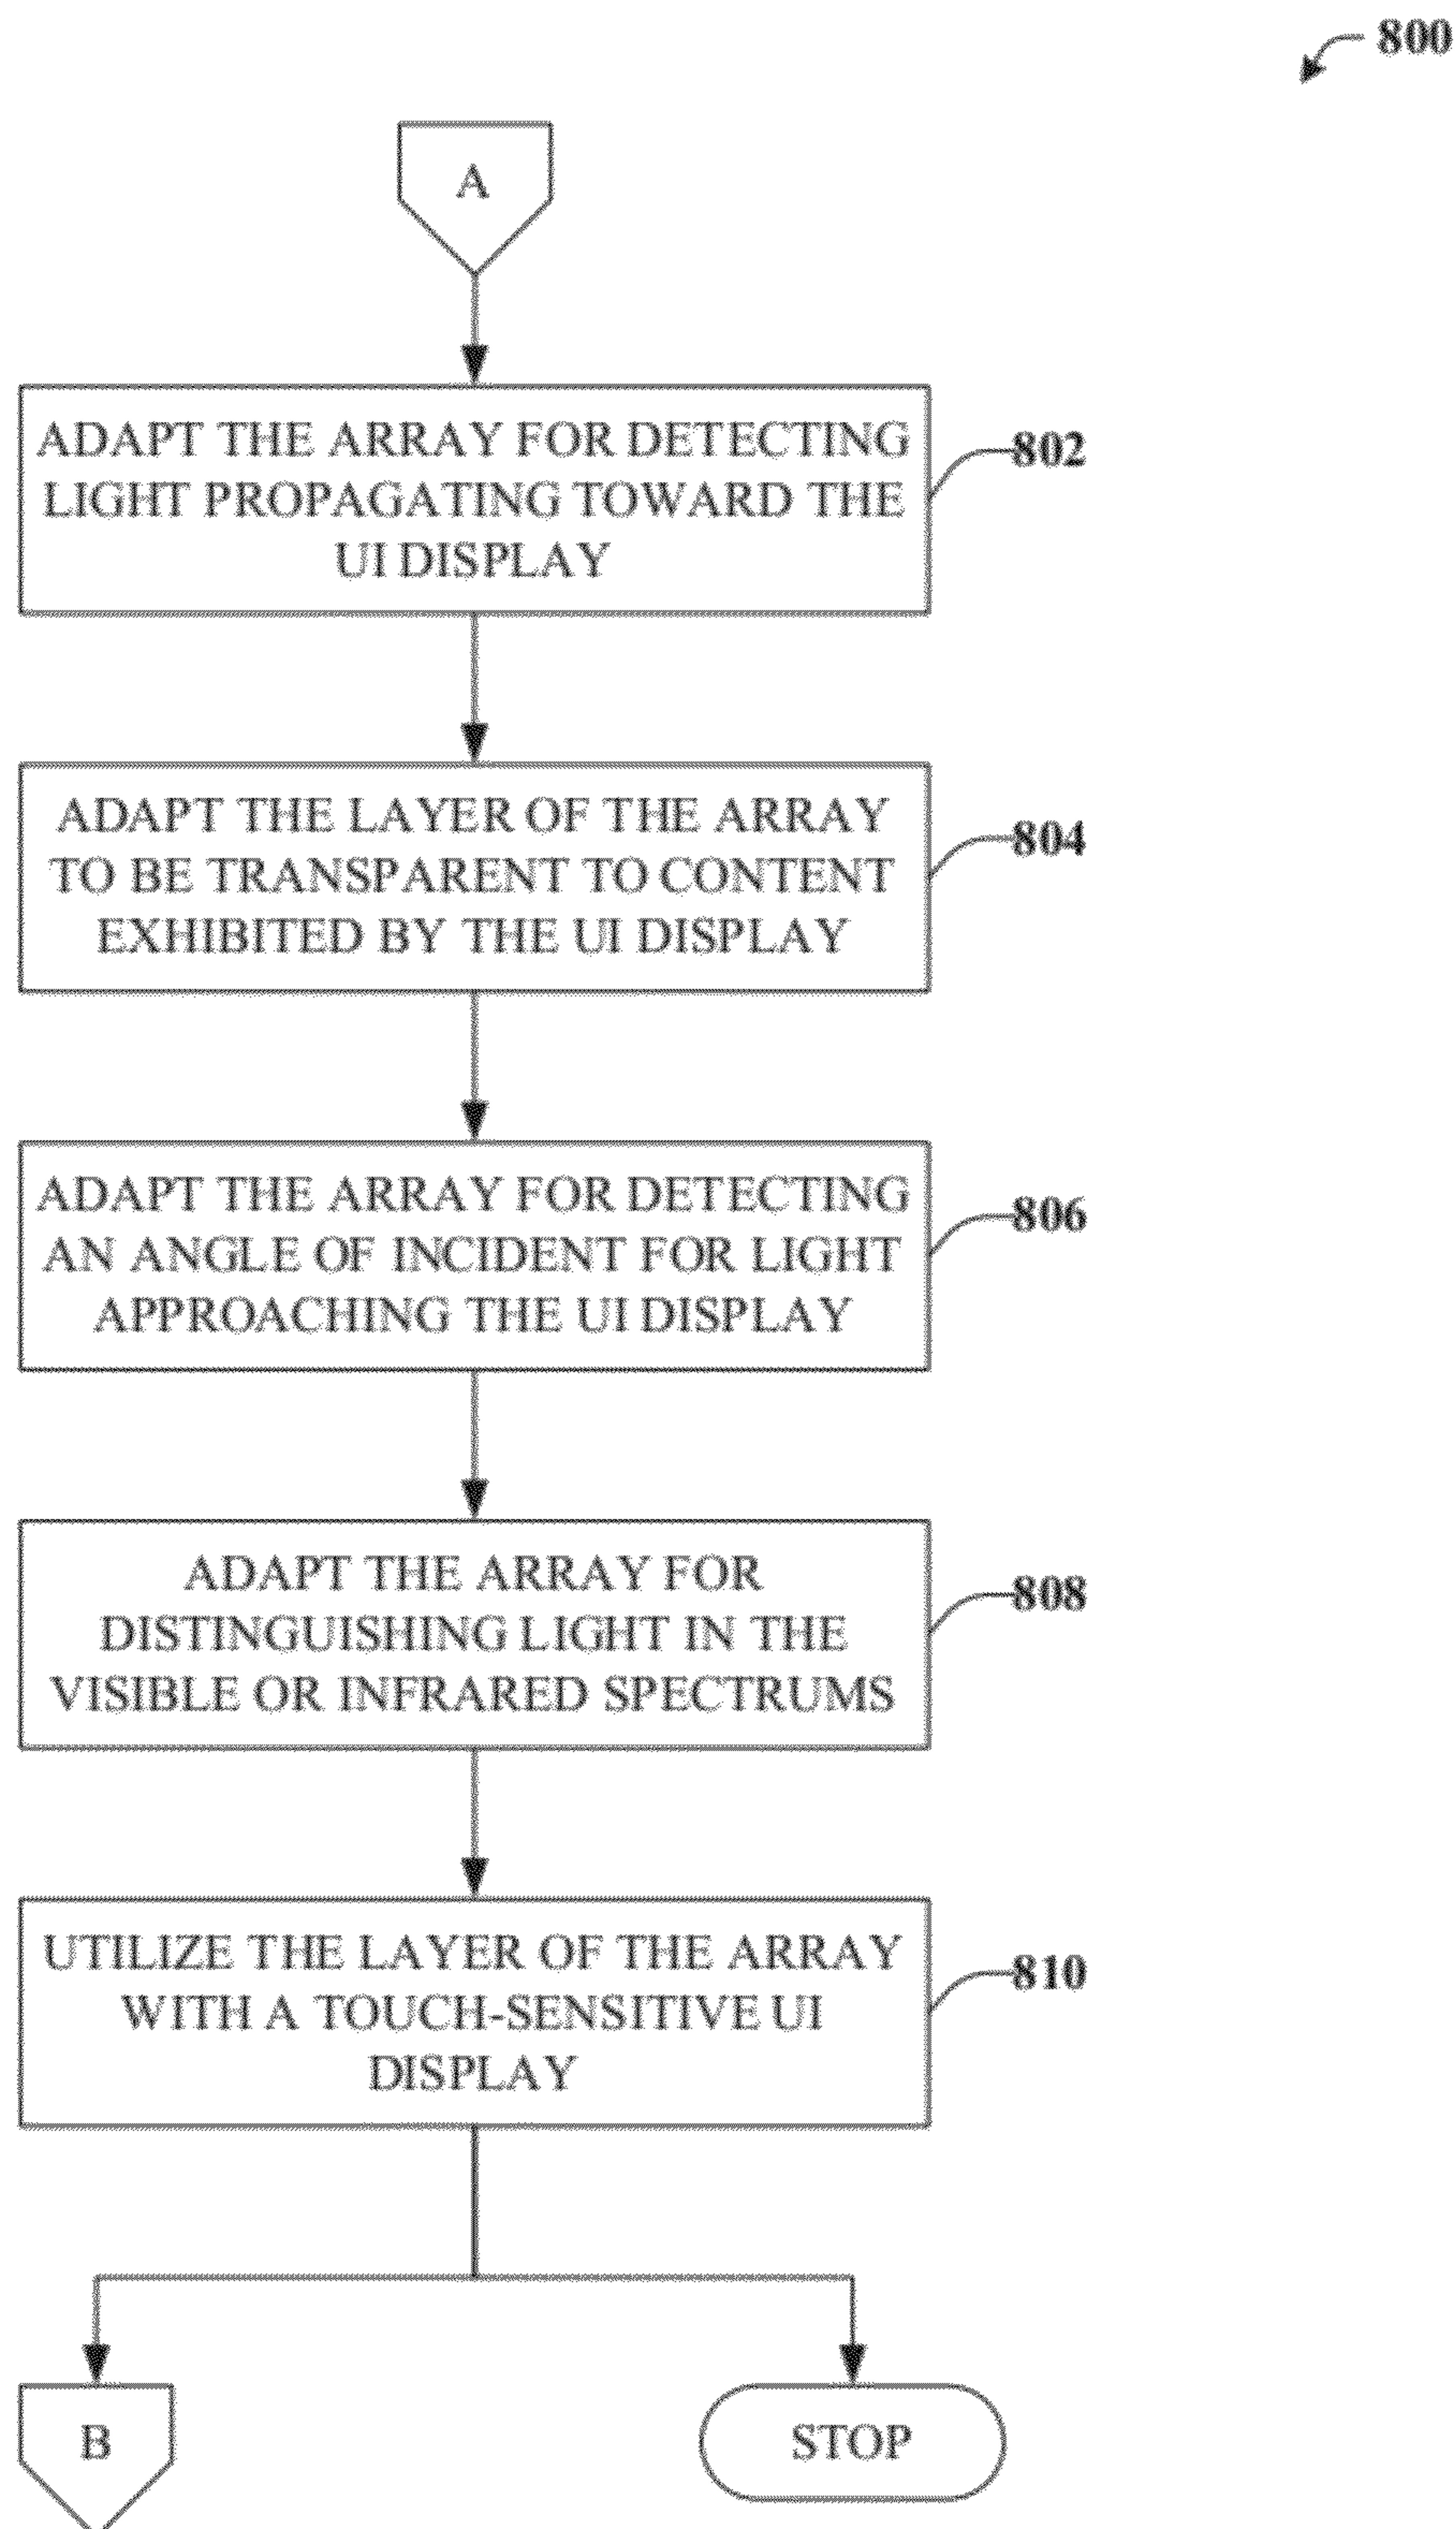 800
A
ADAPT THE ARRAY FOR DETECTING
LIGHT PROPAGATING TOWARD THE
UI DISPLAY
802
ADAPT THE LAYER OF THE ARRAY
TO BE TRANSPARENT TO CONTENT
EXHIBITED BY THE UI DISPLAY
804
ADAPT THE ARRAY FOR DETECTING
AN ANGLE OF INCIDENT FOR LIGHT
APPROACHING THE UI DISPLAY
806
ADAPT THE ARRAY FOR
DISTINGUISHING LIGHT IN THE
VISIBLE OR INFRARED SPECTRUMS
808
UTILIZE THE LAYER OF THE ARRAY
WITH A TOUCH-SENSITIVE UI
DISPLAY
810
B
STOP